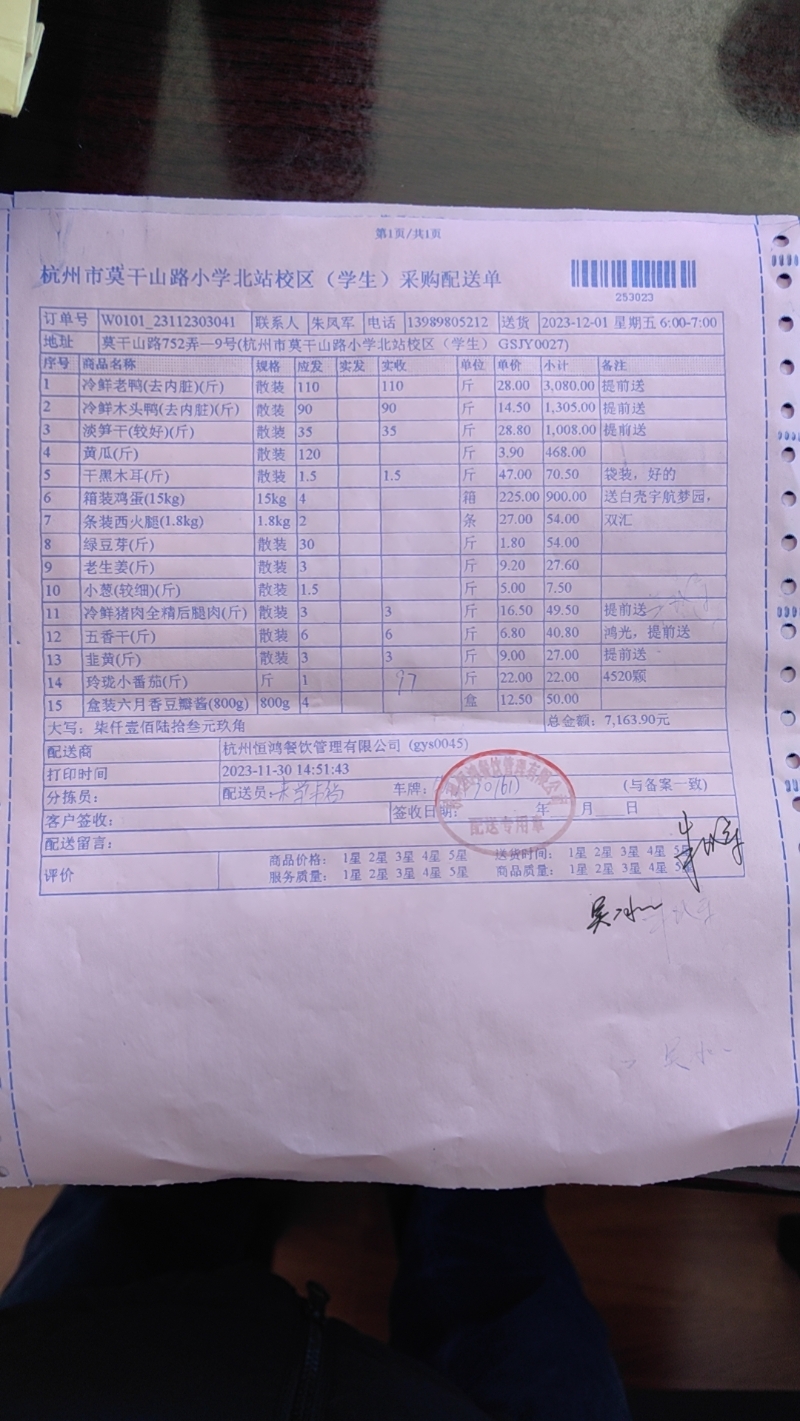 第1页/共1页
杭州市莫干山路小学北站校区（学生）采购配送单
253023
订单号 W0101_23112303041 联系人 朱凤军 电话 13989805212 送货 2023-12-01 星期五 6:00-7:00
地址 莫干山路752弄—9号(杭州市莫干山路小学北站校区（学生）GSJY0027)
序号 商品名称 规格 应发 实发 实收 单位 单价 小计 备注
1 冷鲜老鸭(去内脏)(斤) 散装 110 110 斤 28.00 3,080.00 提前送
2 冷鲜木头鸭(去内脏)(斤) 散装 90 90 斤 14.50 1,305.00 提前送
3 淡笋干(较好)(斤) 散装 35 35 斤 28.80 1,008.00 提前送
4 黄瓜(斤) 散装 120 斤 3.90 468.00
5 干黑木耳(斤) 散装 1.5 1.5 斤 47.00 70.50 袋装，好的
6 箱装鸡蛋(15kg) 15kg 4 箱 225.00 900.00 送白壳宇航梦园，
7 条装西火腿(1.8kg) 1.8kg 2 条 27.00 54.00 双汇
8 绿豆芽(斤) 散装 30 斤 1.80 54.00
9 老生姜(斤) 散装 3 斤 9.20 27.60
10 小葱(较细)(斤) 散装 1.5 斤 5.00 7.50
11 冷鲜猪肉全精后腿肉(斤) 散装 3 3 斤 16.50 49.50 提前送
12 五香干(斤) 散装 6 6 斤 6.80 40.80 鸿光，提前送
13 韭黄(斤) 散装 3 3 斤 9.00 27.00 提前送
14 玲珑小番茄(斤) 斤 1 97 斤 22.00 22.00 4520颗
15 盒装六月香豆瓣酱(800g) 800g 4 盒 12.50 50.00
大写：柒仟壹佰陆拾叁元玖角 总金额：7,163.90元
配送商 杭州恒鸿餐饮管理有限公司 (gys0045)
打印时间 2023-11-30 14:51:43
分拣员： 配送员： 车牌： (与备案一致)
客户签收： 签收日期： 年 月 日
配送专用章
配送留言：
评价 商品价格： 1星 2星 3星 4星 5星 送货时间： 1星 2星 3星 4星 5星
服务质量： 1星 2星 3星 4星 5星 商品质量： 1星 2星 3星 4星 5星